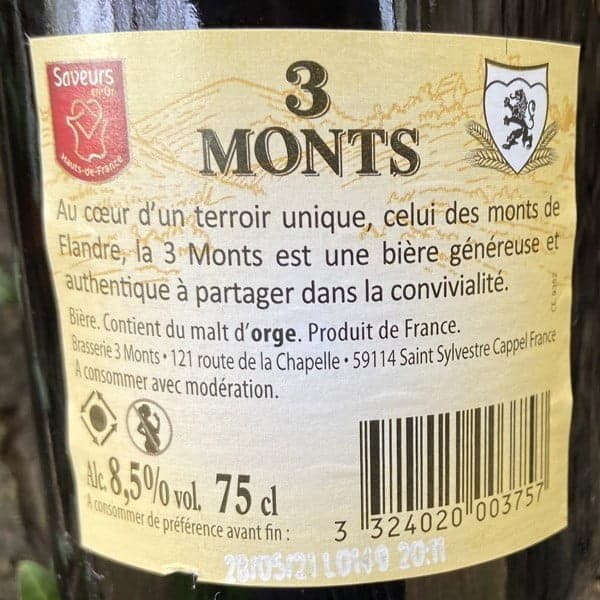 Saveurs
en Or
Hauts-de-France
3
MONTS
Au cœur d'un terroir unique, celui des monts de
Flandre, la 3 Monts est une bière généreuse et
authentique à partager dans la convivialité.
Bière. Contient du malt d'orge. Produit de France.
Brasserie 3 Monts • 121 route de la Chapelle • 59114 Saint Sylvestre Cappel France
A consommer avec modération.
Alc. 8,5% vol. 75 cl
A consommer de préférence avant fin :
3 324020 003757
28/05/21 20:11